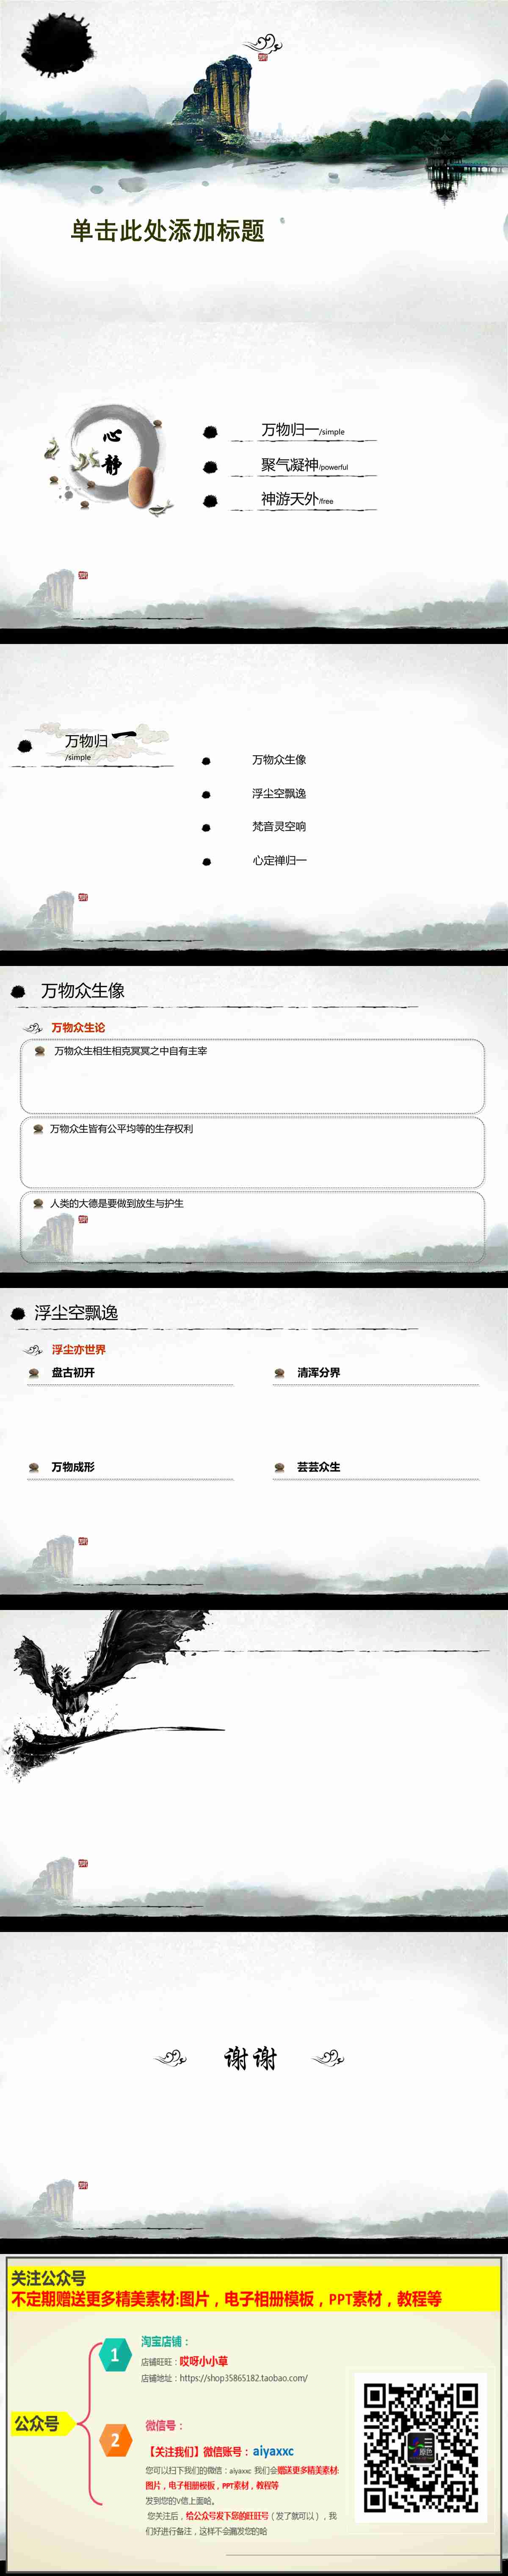 单击此处添加标题
心
静
万物归一/simple
聚气凝神/powerful
神游天外/free
万物归一
/simple
万物众生像
浮尘空飘逸
梵音灵空响
心定禅归一
万物众生像
万物众生论
万物众生相生相克冥冥之中自有主宰
万物众生皆有公平均等的生存权利
人类的大德是要做到放生与护生
浮尘空飘逸
浮尘亦世界
盘古初开
清浑分界
万物成形
芸芸众生
谢谢
关注公众号
不定期赠送更多精美素材:图片，电子相册模板，PPT素材，教程等
公众号
1
淘宝店铺：
店铺旺旺：哎呀小小草
店铺地址：https://shop35865182.taobao.com/
2
微信号：
【关注我们】微信账号：aiyaxxc
您可以扫下我们的微信：aiyaxxc 我们会赠送更多精美素材:
图片，电子相册模板，PPT素材，教程等
发到您的V信上面哈。
您关注后，给公众号发下您的旺旺号（发了就可以），我
们好进行备注，这样不会漏发您的哈